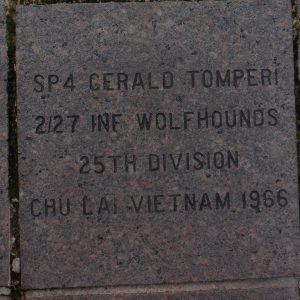 SP4 GERALD TOMPERI
2/27 INF WOLFHOUNDS
25TH DIVISION
CHU LAI VIETNAM 1966